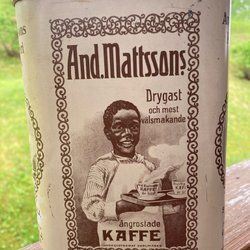 And. Mattssons
Drygast
och mest
välsmakande
ångrostade
KAFFE